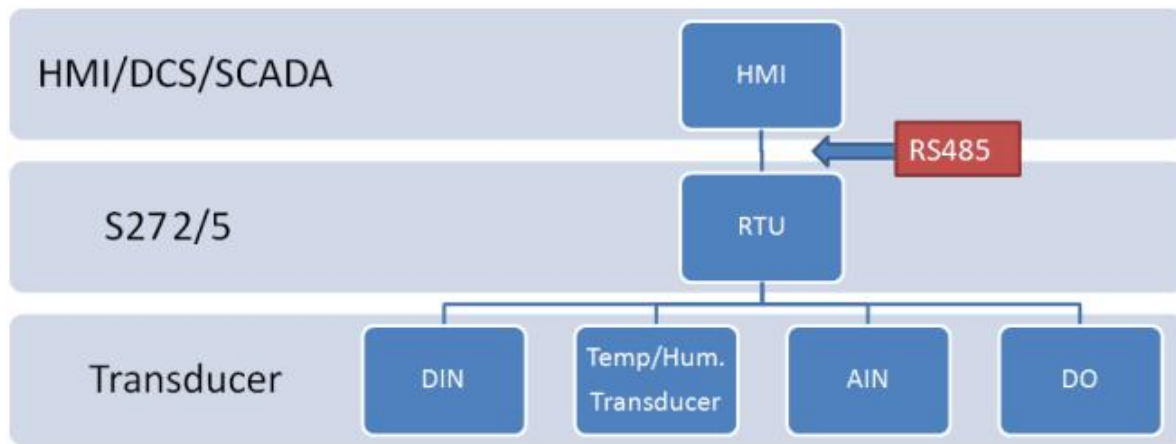 HMI/DCS/SCADA
HMI
RS485
S272/5
RTU
Transducer
DIN
Temp/Hum.
Transducer
AIN
DO